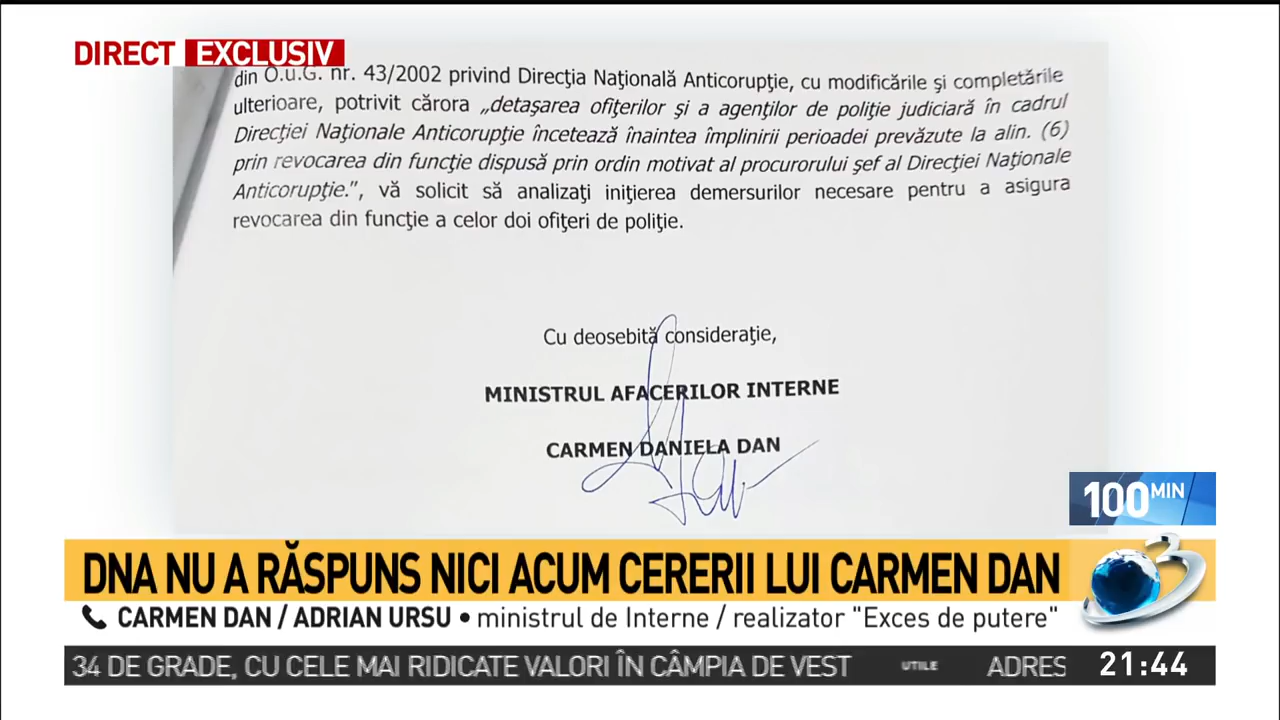 DIRECT EXCLUSIV
din O.u.G. nr. 43/2002 privind Direcţia Naţională Anticorupţie, cu modificările şi completările
ulterioare, potrivit cărora „detaşarea ofiţerilor şi a agenţilor de poliţie judiciară în cadrul
Direcţiei Naţionale Anticorupţie încetează înaintea împlinirii perioadei prevăzute la alin. (6)
prin revocarea din funcţie dispusă prin ordin motivat al procurorului şef al Direcţiei Naţionale
Anticorupţie.”, vă solicit să analizaţi iniţierea demersurilor necesare pentru a asigura
revocarea din funcţie a celor doi ofiţeri de poliţie.
Cu deosebită consideraţie,
MINISTRUL AFACERILOR INTERNE
CARMEN DANIELA DAN
100 MIN
DNA NU A RĂSPUNS NICI ACUM CERERII LUI CARMEN DAN
3
CARMEN DAN / ADRIAN URSU • ministrul de Interne / realizator "Exces de putere"
34 DE GRADE, CU CELE MAI RIDICATE VALORI ÎN CÂMPIA DE VEST UTILE ADRES 21:44